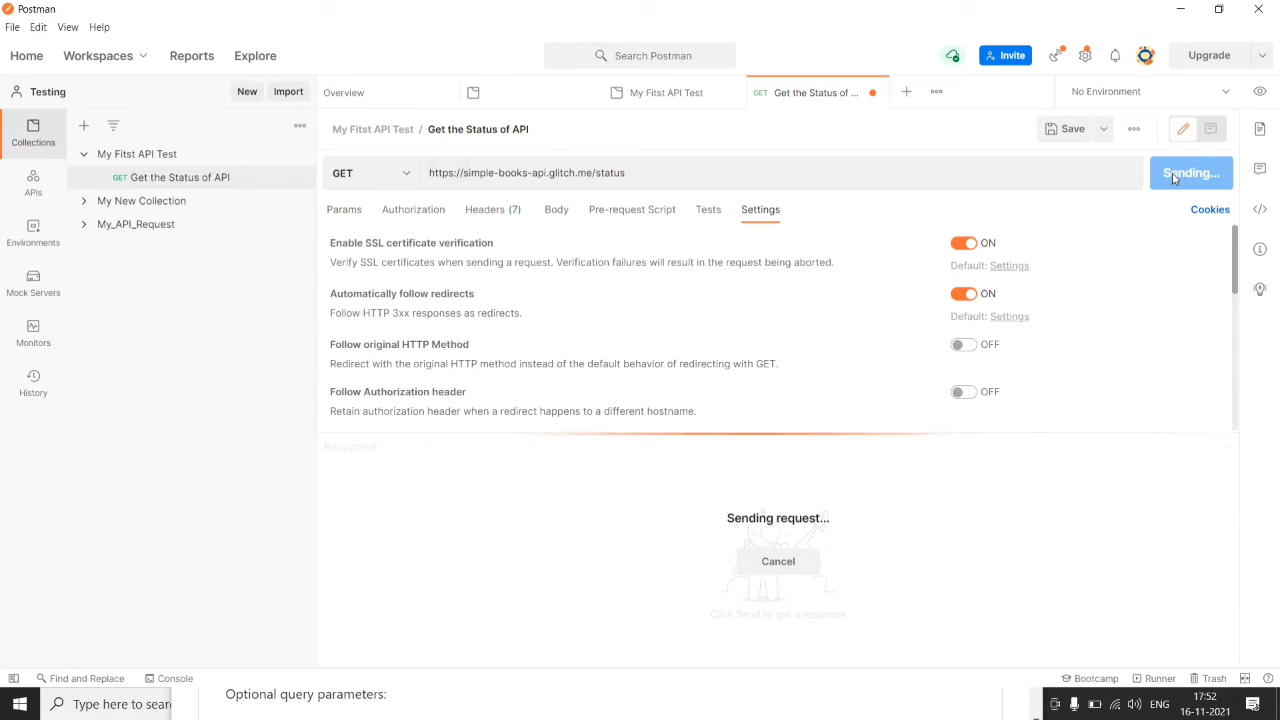 Postman
File Edit View Help
Home Workspaces Reports Explore Search Postman Invite Upgrade
Testing New Import Overview My FItst API Test GET Get the Status of ... No Environment
Collections
My FItst API Test / Get the Status of API Save
My FItst API Test
GET Get the Status of API
My New Collection
My_API_Request
APIs
Environments
Mock Servers
Monitors
History
GET https://simple-books-api.glitch.me/status Sending...
Params Authorization Headers (7) Body Pre-request Script Tests Settings Cookies
Enable SSL certificate verification ON
Verify SSL certificates when sending a request. Verification failures will result in the request being aborted. Default: Settings
Automatically follow redirects ON
Follow HTTP 3xx responses as redirects. Default: Settings
Follow original HTTP Method OFF
Redirect with the original HTTP method instead of the default behavior of redirecting with GET.
Follow Authorization header OFF
Retain authorization header when a redirect happens to a different hostname.
Response
Sending request...
Cancel
Click Send to get a response
Find and Replace Console Bootcamp Runner Trash
Type here to sear Optional query parameters: ENG 17:52
16-11-2021